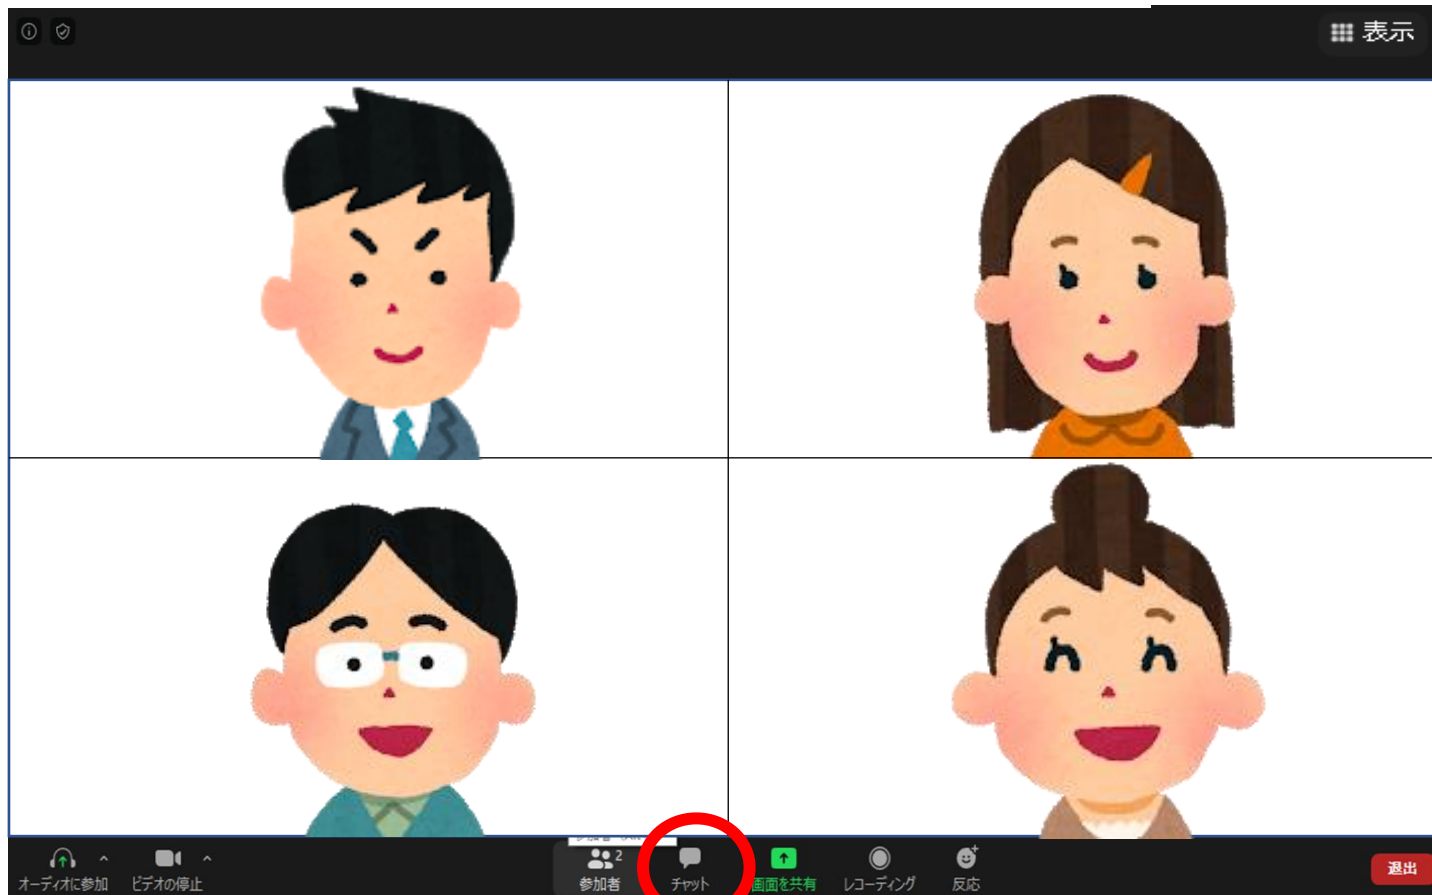 表示
2
オーディオに参加
ビデオの停止
参加者
チャット
画面を共有
レコーディング
反応
退出